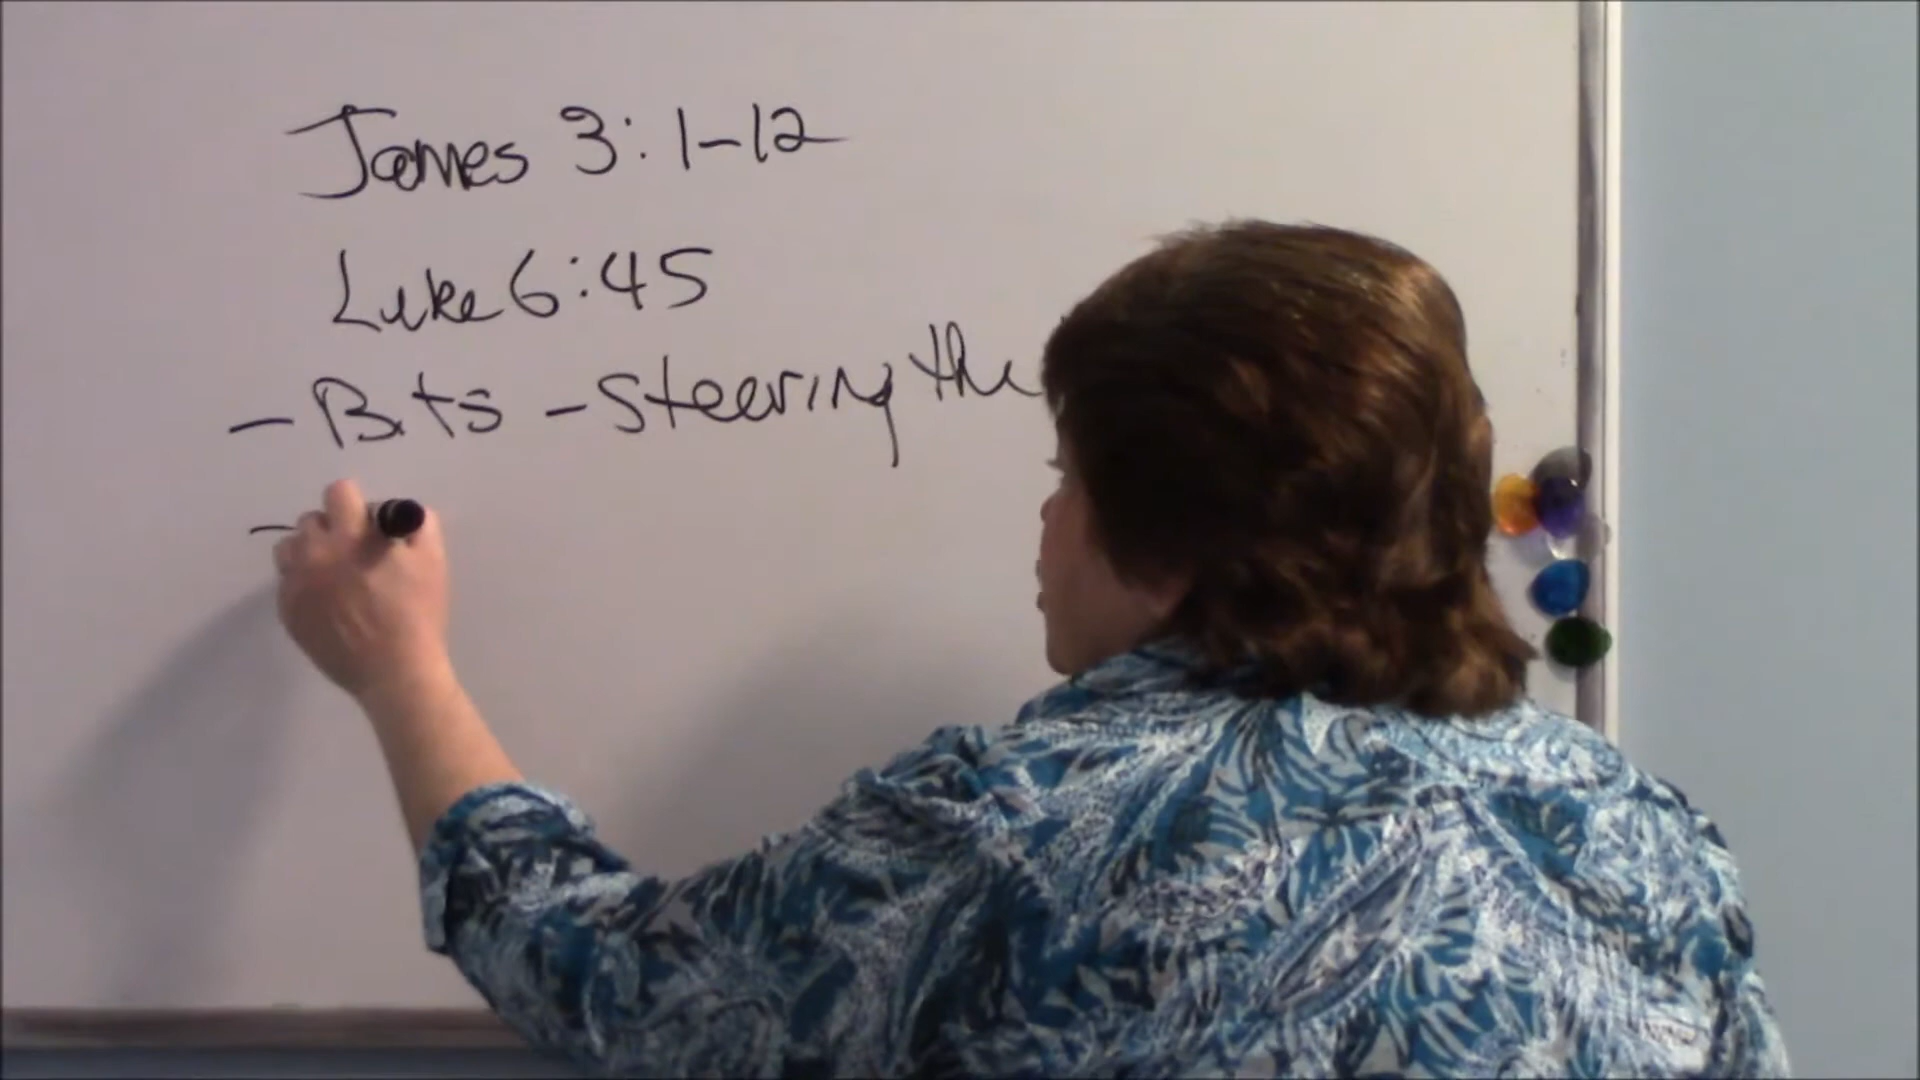 James 3:1-12
Luke 6:45
- Bits - Steering the
-